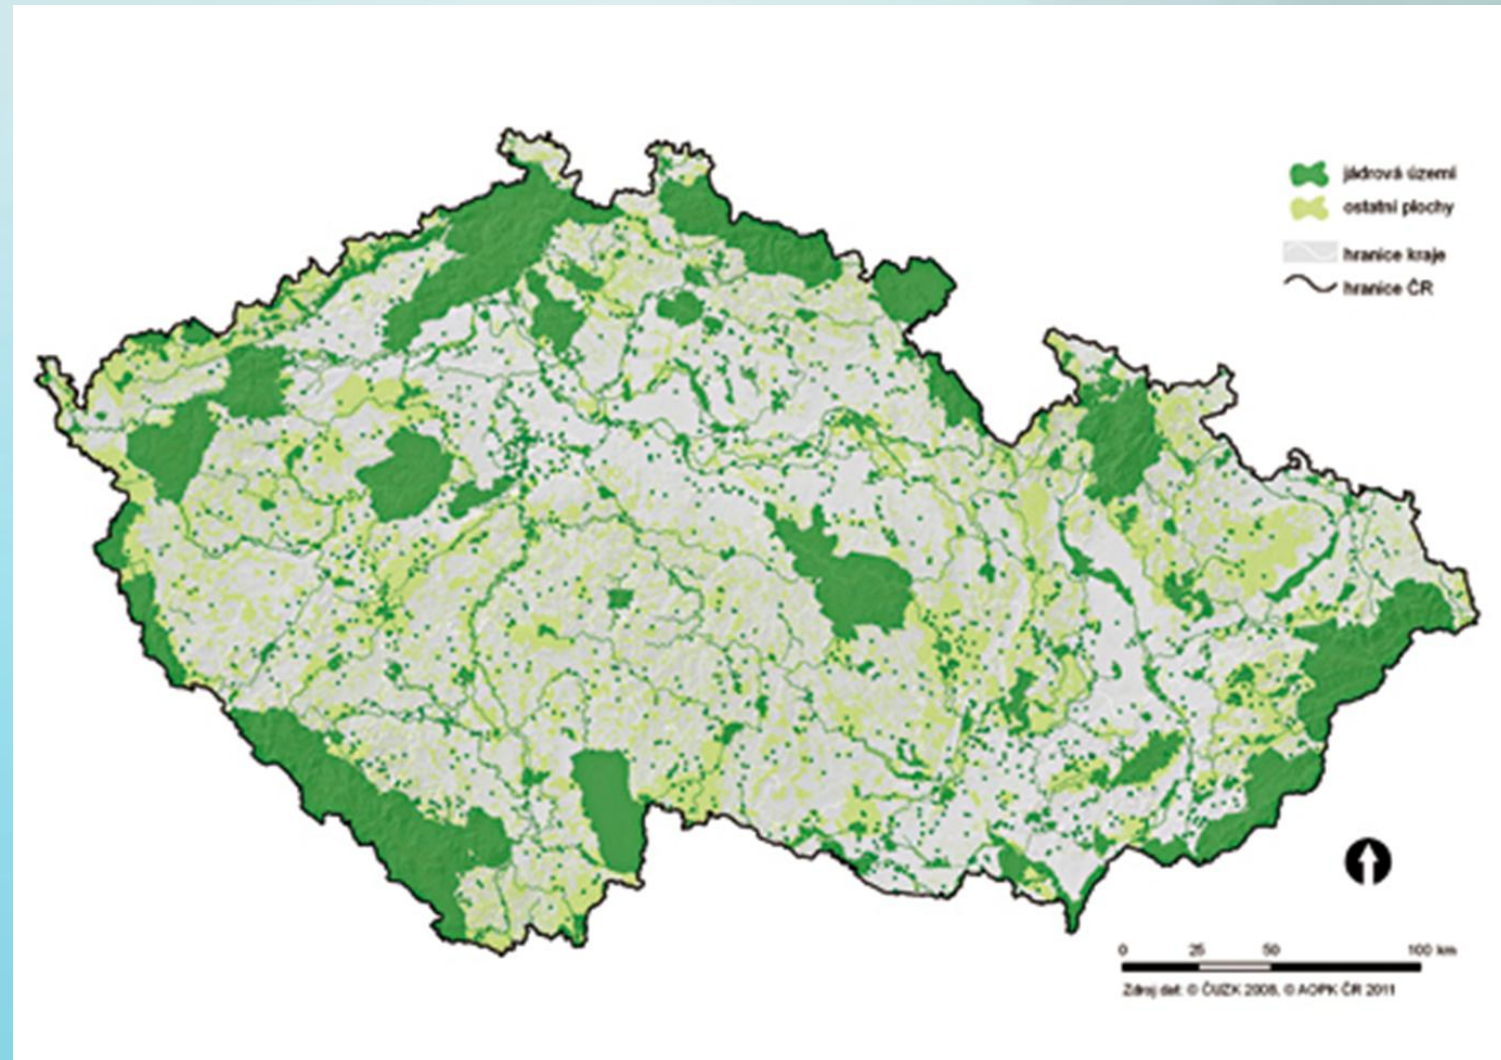 jádrová území
ostatní plochy
hranice kraje
hranice ČR
0 25 50 100 km
Zdroj dat: © ČÚZK 2008, © AOPK ČR 2011